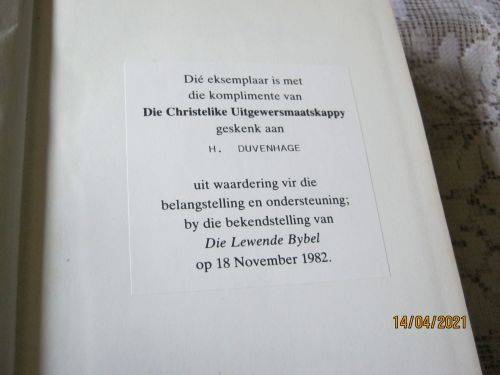 Dié eksemplaar is met
die komplimente van
Die Christelike Uitgewersmaatskappy
geskenk aan
H. DUVENHAGE
uit waardering vir die
belangstelling en ondersteuning;
by die bekendstelling van
Die Lewende Bybel
op 18 November 1982.
14/04/2021